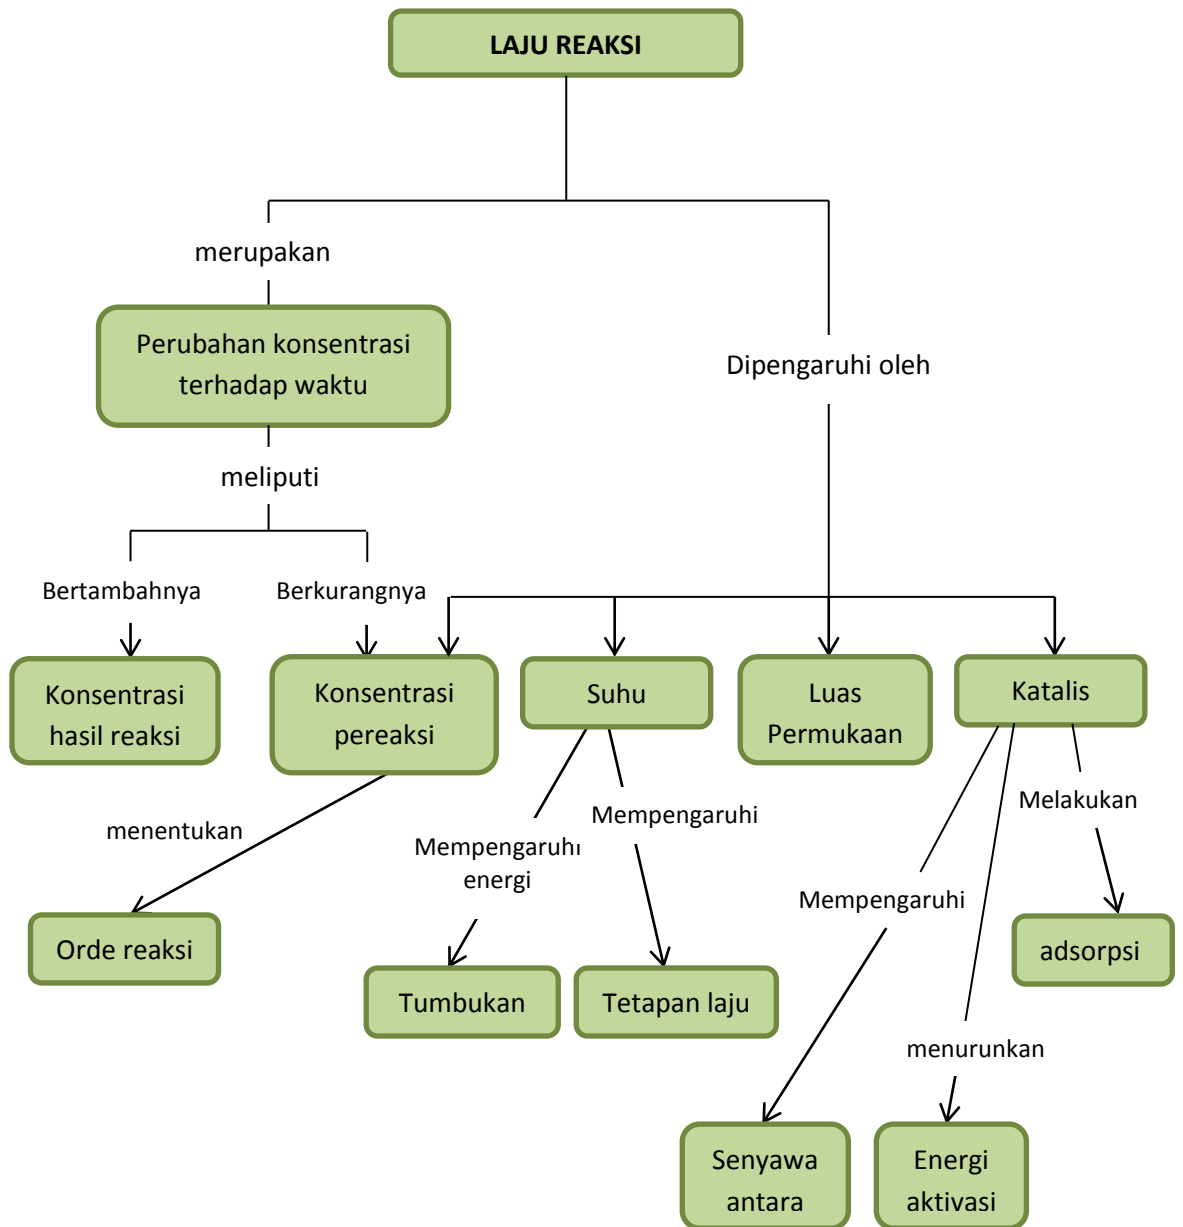 LAJU REAKSI
merupakan
Perubahan konsentrasi
terhadap waktu
Dipengaruhi oleh
meliputi
Bertambahnya
Berkurangnya
Konsentrasi
hasil reaksi
Konsentrasi
pereaksi
Suhu
Luas
Permukaan
Katalis
menentukan
Mempengaruhi
energi
Mempengaruhi
Melakukan
Mempengaruhi
Orde reaksi
adsorpsi
Tumbukan
Tetapan laju
menurunkan
Senyawa
antara
Energi
aktivasi